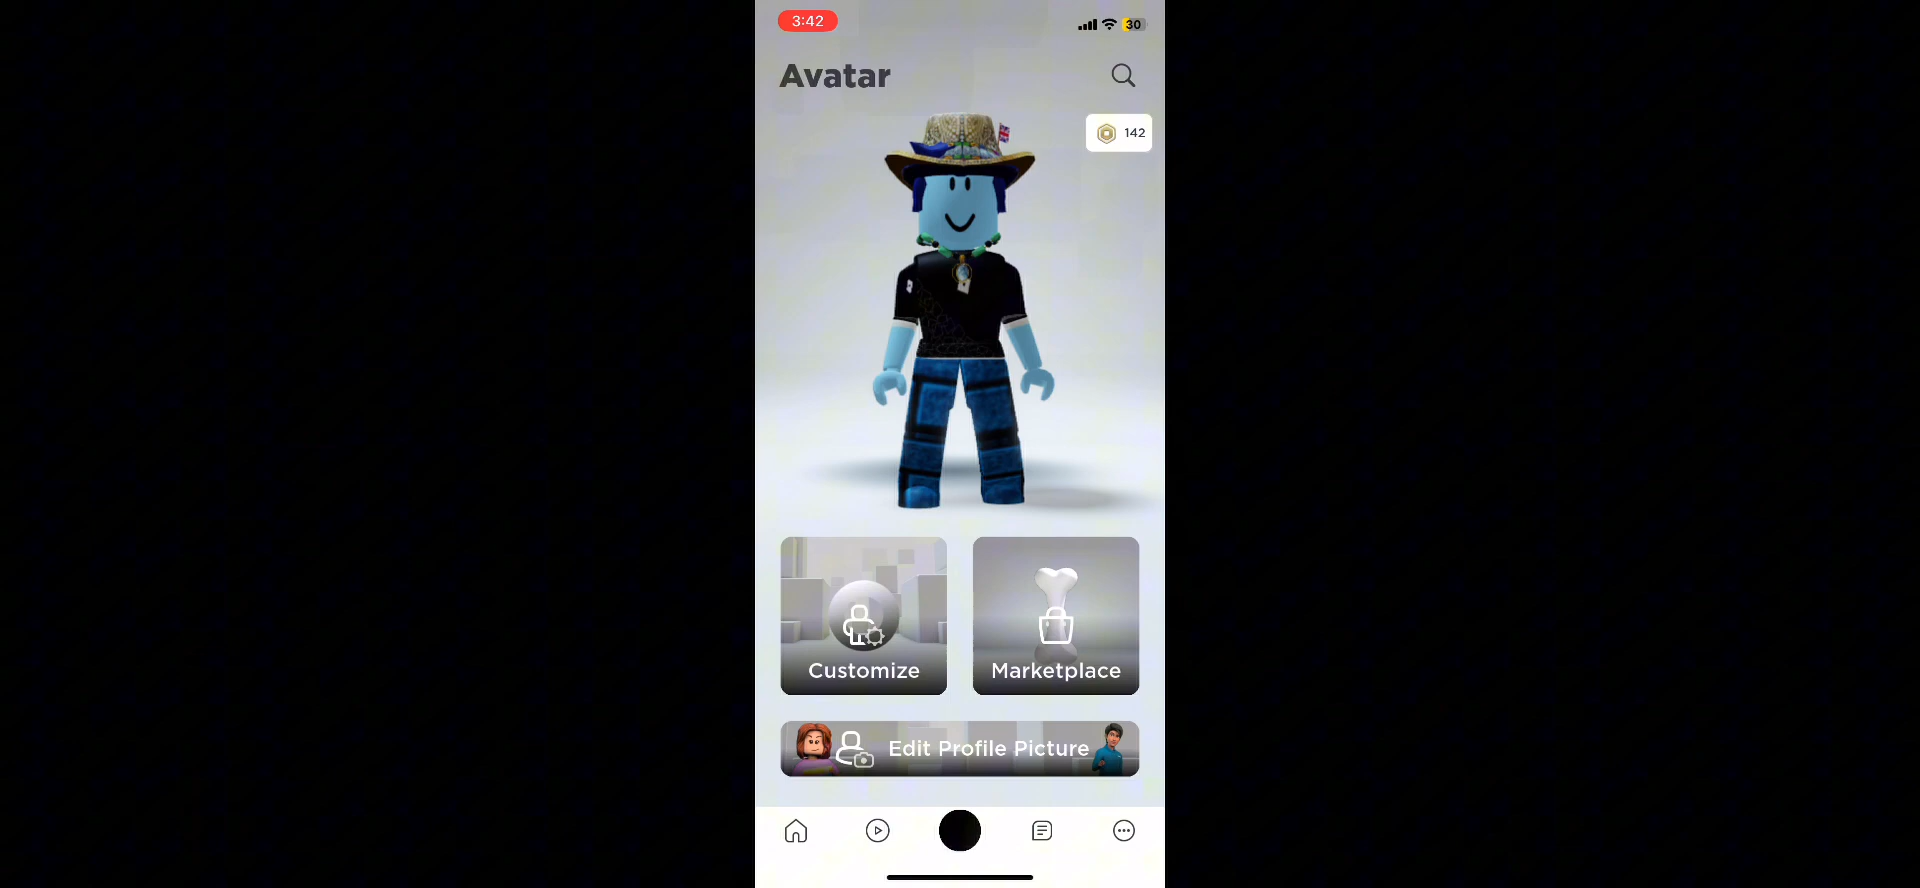 3:42
30
Avatar
142
Customize
Marketplace
Edit Profile Picture